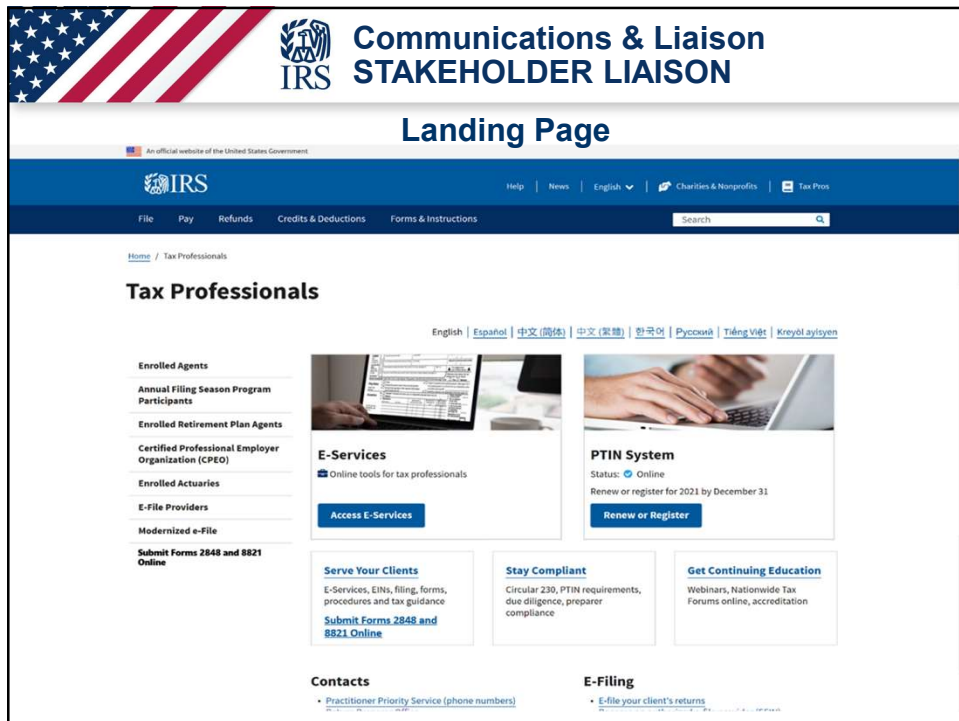 IRS
Communications & Liaison
STAKEHOLDER LIAISON
Landing Page
An official website of the United States Government
IRS
Help | News | English | Charities & Nonprofits | Tax Pros
File Pay Refunds Credits & Deductions Forms & Instructions Search
Home / Tax Professionals
Tax Professionals
English | Español | 中文 (简体) | 中文 (繁體) | 한국어 | Русский | Tiếng Việt | Kreyòl ayisyen
Enrolled Agents
Annual Filing Season Program
Participants
Enrolled Retirement Plan Agents
Certified Professional Employer
Organization (CPEO)
Enrolled Actuaries
E-File Providers
Modernized e-File
Submit Forms 2848 and 8821
Online
E-Services
Online tools for tax professionals
Access E-Services
PTIN System
Status: Online
Renew or register for 2021 by December 31
Renew or Register
Serve Your Clients
E-Services, EINs, filing, forms,
procedures and tax guidance
Submit Forms 2848 and
8821 Online
Stay Compliant
Circular 230, PTIN requirements,
due diligence, preparer
compliance
Get Continuing Education
Webinars, Nationwide Tax
Forums online, accreditation
Contacts
• Practitioner Priority Service (phone numbers)
E-Filing
• E-file your client's returns